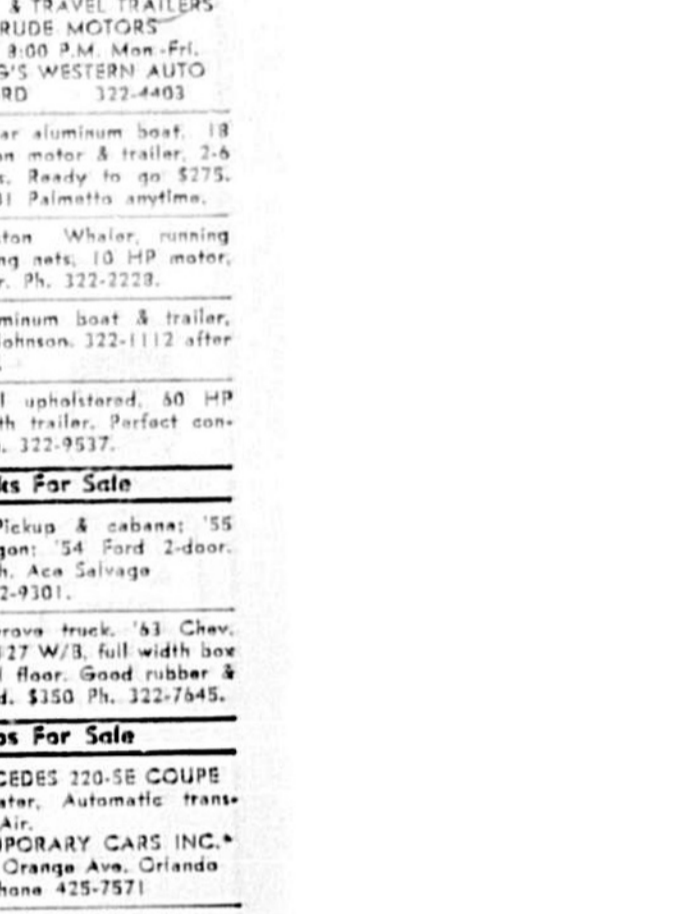 & TRAVEL TRAILERS
RUDE MOTORS
8:00 P.M. Mon-Fri.
G'S WESTERN AUTO
RD 322-4403
ar aluminum boat, 18
on motor & trailer, 2-6
s. Ready to go $275.
31 Palmetto anytime.
ton Whaler, running
ng nets, 10 HP motor,
r. Ph. 322-2228.
minum boat & trailer,
ohnson. 322-1112 after
l upholstered, 60 HP
th trailer. Perfect con-
. 322-9537.
ks For Sale
Pickup & cabana; '55
gon; '54 Ford 2-door.
h. Ace Salvage
2-9301.
rove truck. '63 Chev.
127 W/B, full width box
l floor. Good rubber &
d. $350 Ph. 322-7645.
os For Sale
CEDES 220-SE COUPE
ater, Automatic trans-
Air.
MPORARY CARS INC.*
Orange Ave. Orlando
hone 425-7571